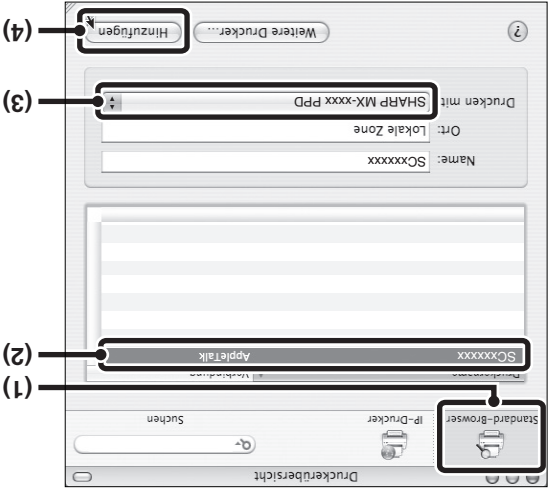 Druckerübersicht
Standard-Browser
IP-Drucker
Suchen
(1)
Druckername
Verbindung
(2)
SCxxxxxx
AppleTalk
Name: SCxxxxxx
Ort: Lokale Zone
Drucken mit
SHARP MX-xxxx PPD
(3)
?
Weitere Drucker...
Hinzufügen
(4)